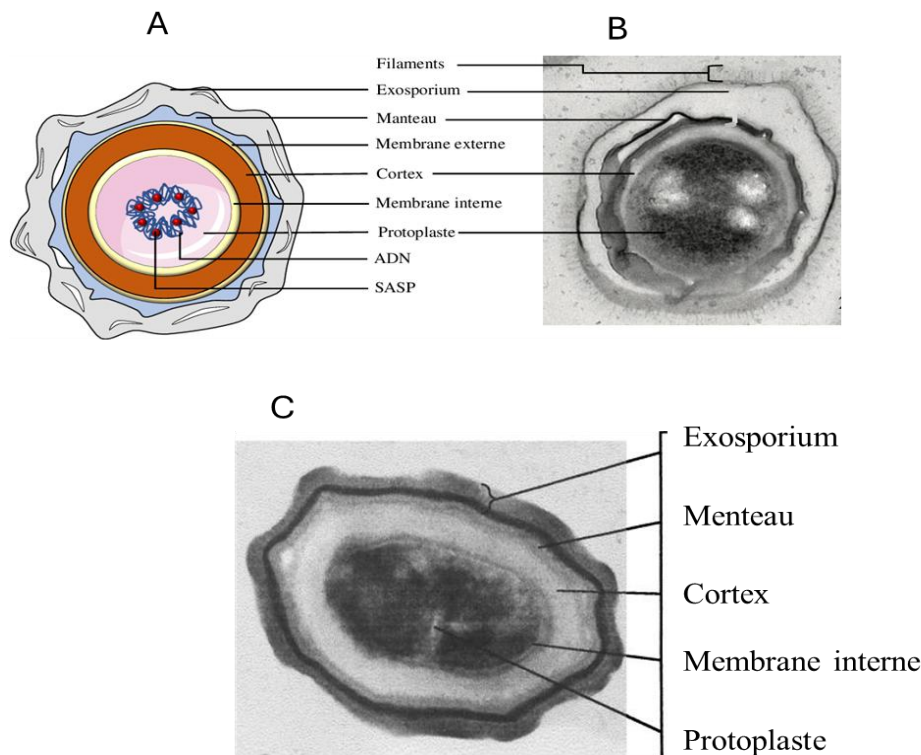 A
B
Filaments
Exosporium
Manteau
Membrane externe
Cortex
Membrane interne
Protoplaste
ADN
SASP
C
Exosporium
Menteau
Cortex
Membrane interne
Protoplaste